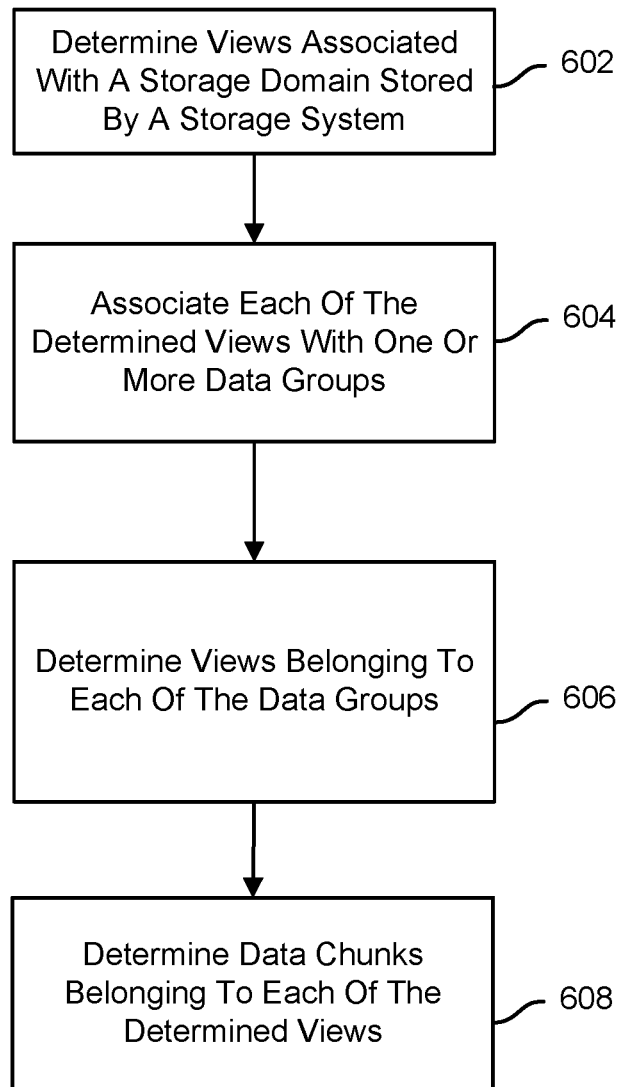 Determine Views Associated
With A Storage Domain Stored
By A Storage System
602
Associate Each Of The
Determined Views With One Or
More Data Groups
604
Determine Views Belonging To
Each Of The Data Groups
606
Determine Data Chunks
Belonging To Each Of The
Determined Views
608